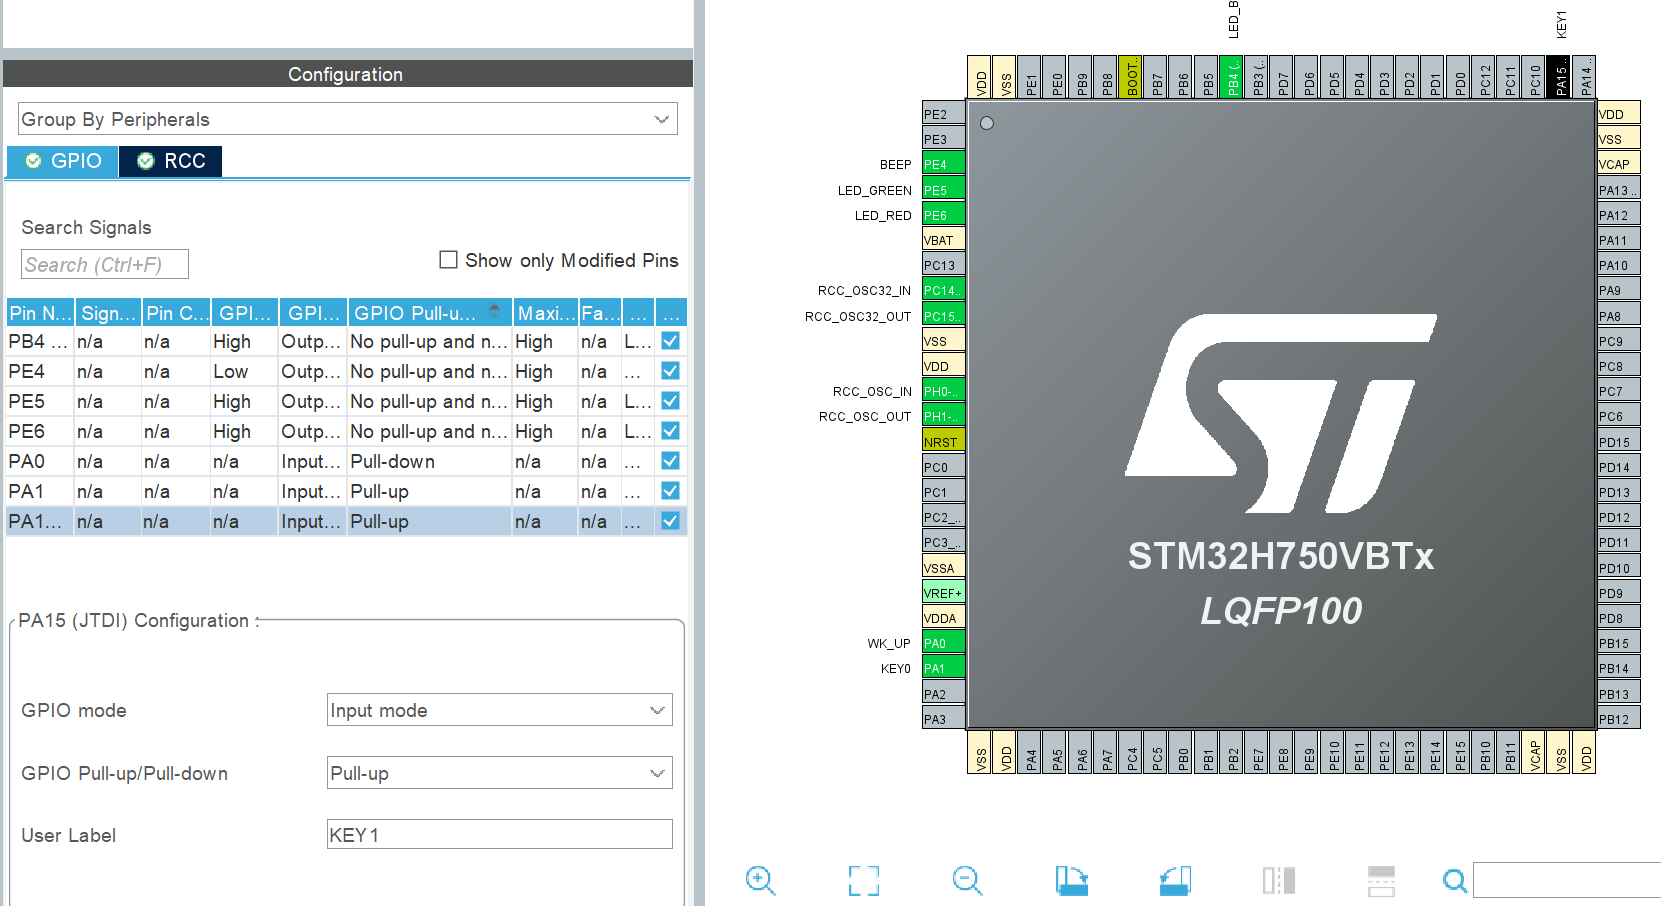 Configuration
Group By Peripherals
GPIO RCC
Search Signals
Search (Ctrl+F)
Show only Modified Pins
Pin N... Sign... Pin C... GPI... GPI... GPIO Pull-u... Maxi... Fa... ... ...
PB4 ... n/a n/a High Outp... No pull-up and n... High n/a L...
PE4 n/a n/a Low Outp... No pull-up and n... High n/a ...
PE5 n/a n/a High Outp... No pull-up and n... High n/a L...
PE6 n/a n/a High Outp... No pull-up and n... High n/a L...
PA0 n/a n/a n/a Input... Pull-down n/a n/a ...
PA1 n/a n/a n/a Input... Pull-up n/a n/a ...
PA1... n/a n/a n/a Input... Pull-up n/a n/a ...
PA15 (JTDI) Configuration :
GPIO mode Input mode
GPIO Pull-up/Pull-down Pull-up
User Label KEY1
LED_B KEY1
VDD VSS PE1 PE0 PB9 PB8 BOOT.. PB7 PB6 PB5 PB4 (.. PB3 (.. PD7 PD6 PD5 PD4 PD3 PD2 PD1 PD0 PC12 PC11 PC10 PA15 .. PA14 ..
PE2
PE3
BEEP PE4
LED_GREEN PE5
LED_RED PE6
VBAT
PC13
RCC_OSC32_IN PC14..
RCC_OSC32_OUT PC15..
VSS
VDD
RCC_OSC_IN PH0-..
RCC_OSC_OUT PH1-..
NRST
PC0
PC1
PC2_..
PC3_..
VSSA
VREF+
VDDA
WK_UP PA0
KEY0 PA1
PA2
PA3
ST
STM32H750VBTx
LQFP100
VDD
VSS
VCAP
PA13 ..
PA12
PA11
PA10
PA9
PA8
PC9
PC8
PC7
PC6
PD15
PD14
PD13
PD12
PD11
PD10
PD9
PD8
PB15
PB14
PB13
PB12
VSS VDD PA4 PA5 PA6 PA7 PC4 PC5 PB0 PB1 PB2 PE7 PE8 PE9 PE10 PE11 PE12 PE13 PE14 PE15 PB10 PB11 VCAP VSS VDD